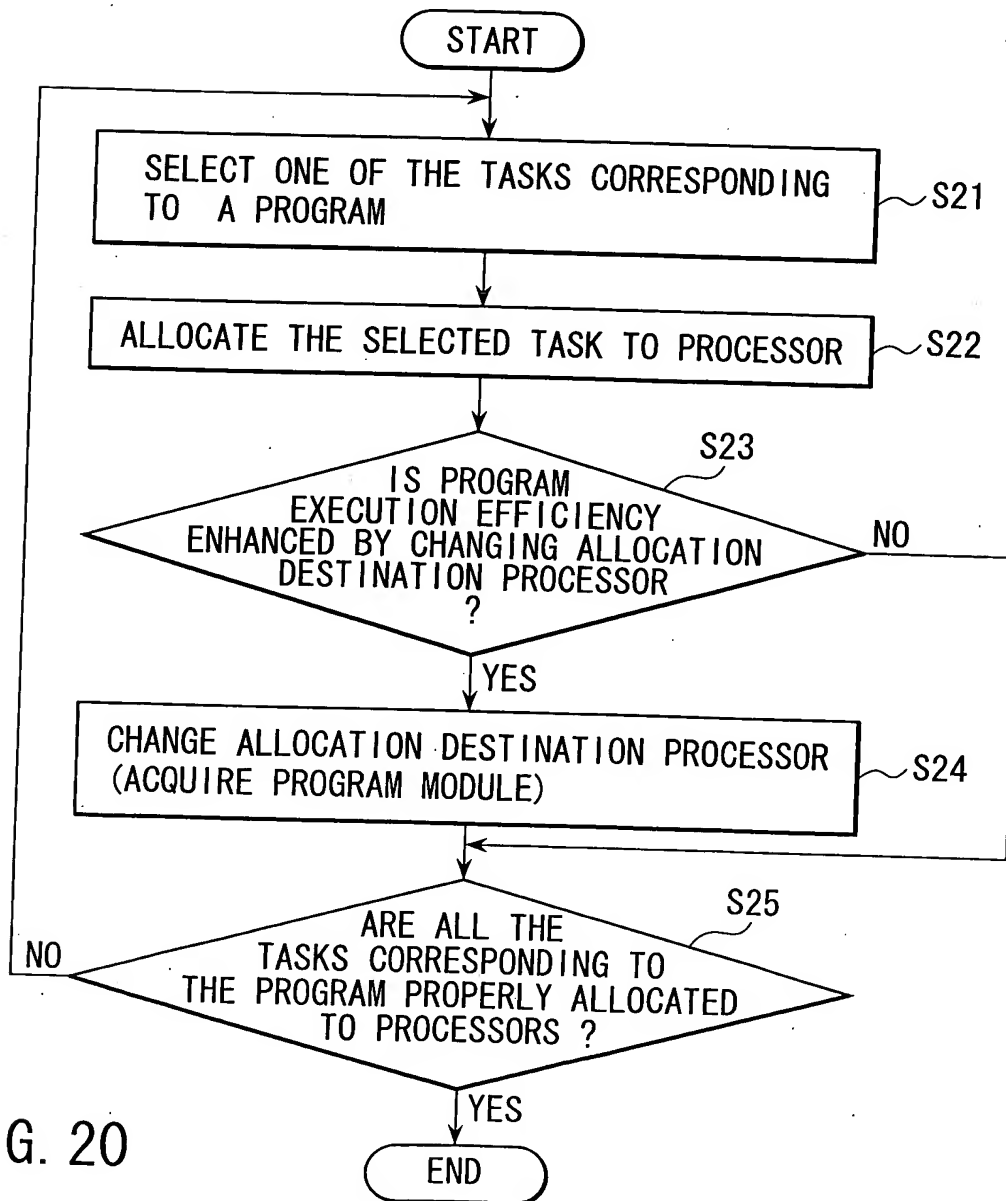 START
SELECT ONE OF THE TASKS CORRESPONDING
TO A PROGRAM
S21
ALLOCATE THE SELECTED TASK TO PROCESSOR
S22
S23
IS PROGRAM
EXECUTION EFFICIENCY
ENHANCED BY CHANGING ALLOCATION
DESTINATION PROCESSOR
?
NO
YES
CHANGE ALLOCATION DESTINATION PROCESSOR
(ACQUIRE PROGRAM MODULE)
S24
S25
ARE ALL THE
TASKS CORRESPONDING TO
THE PROGRAM PROPERLY ALLOCATED
TO PROCESSORS ?
NO
YES
END
G. 20